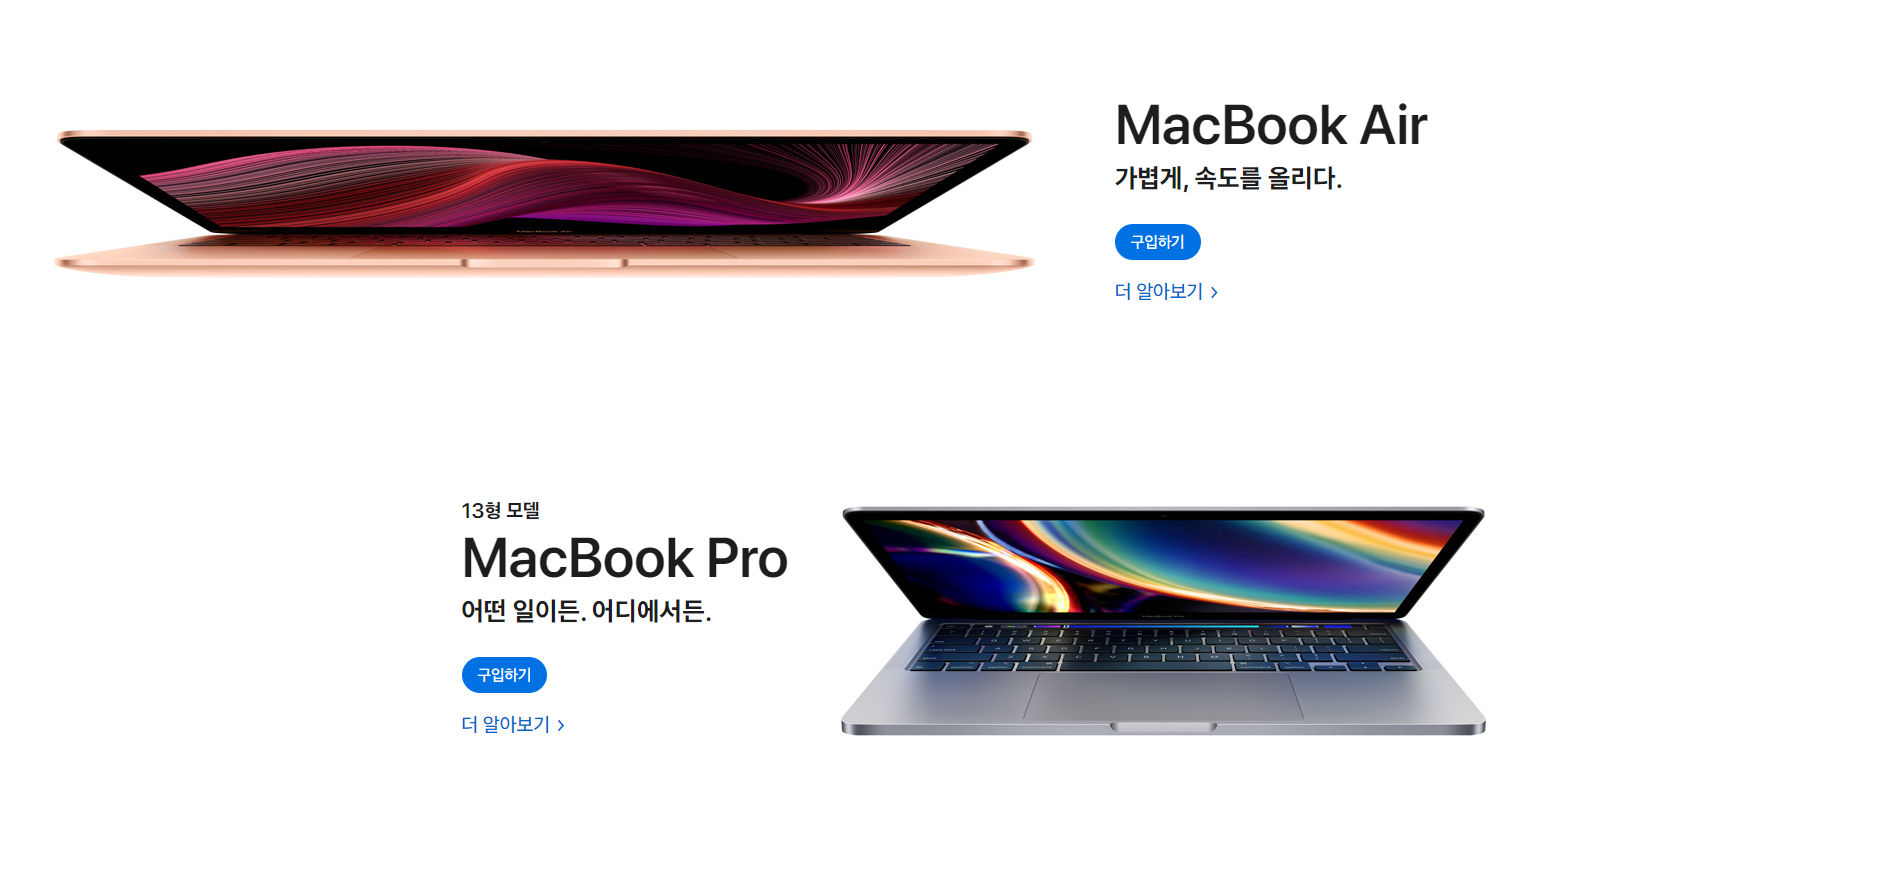 MacBook Air
가볍게, 속도를 올리다.
구입하기
더 알아보기 >
13형 모델
MacBook Pro
어떤 일이든. 어디에서든.
구입하기
더 알아보기 >